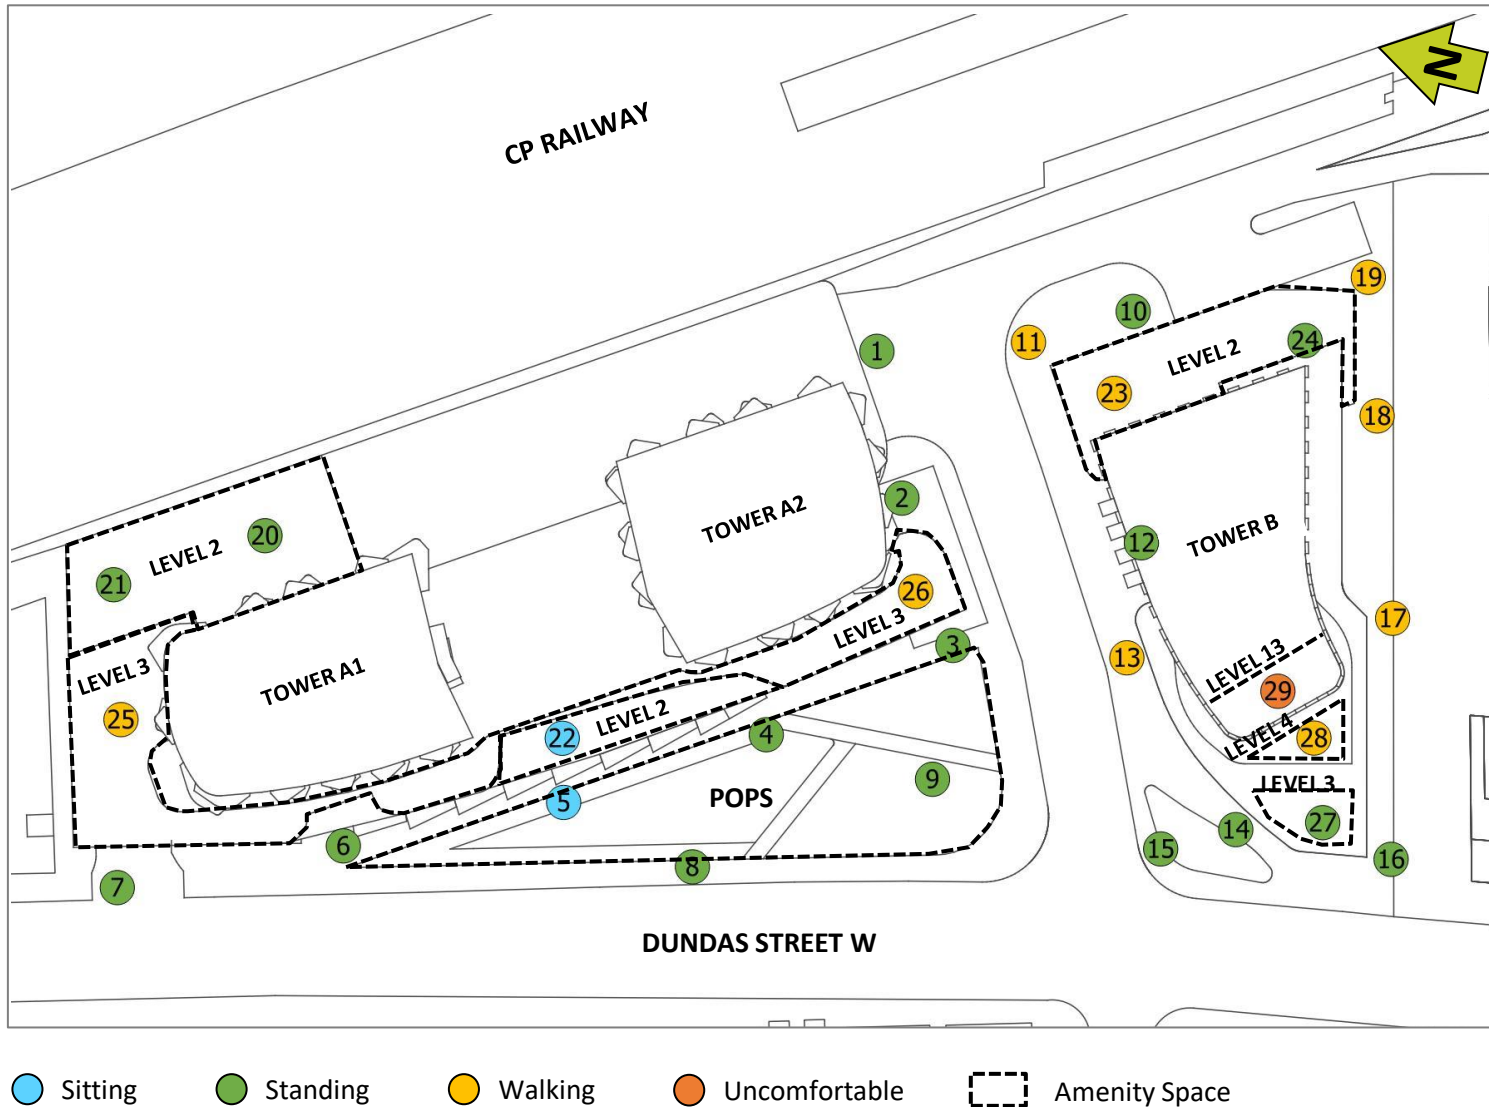 N
CP RAILWAY
19
10
11
1
24
LEVEL 2
23
18
2
TOWER A2
20
LEVEL 2
TOWER B
12
21
26
17
LEVEL 3
3
13
LEVEL 3
TOWER A1
LEVEL 13
29
25
LEVEL 2
22
4
LEVEL 4
28
9
LEVEL 3
POPS
5
27
14
6
15
16
8
7
DUNDAS STREET W
Sitting
Standing
Walking
Uncomfortable
Amenity Space